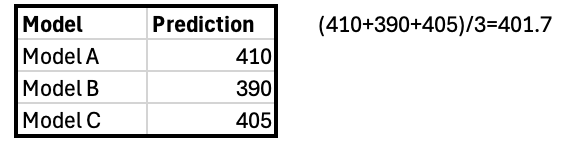 Model Prediction (410+390+405)/3=401.7
Model A 410
Model B 390
Model C 405